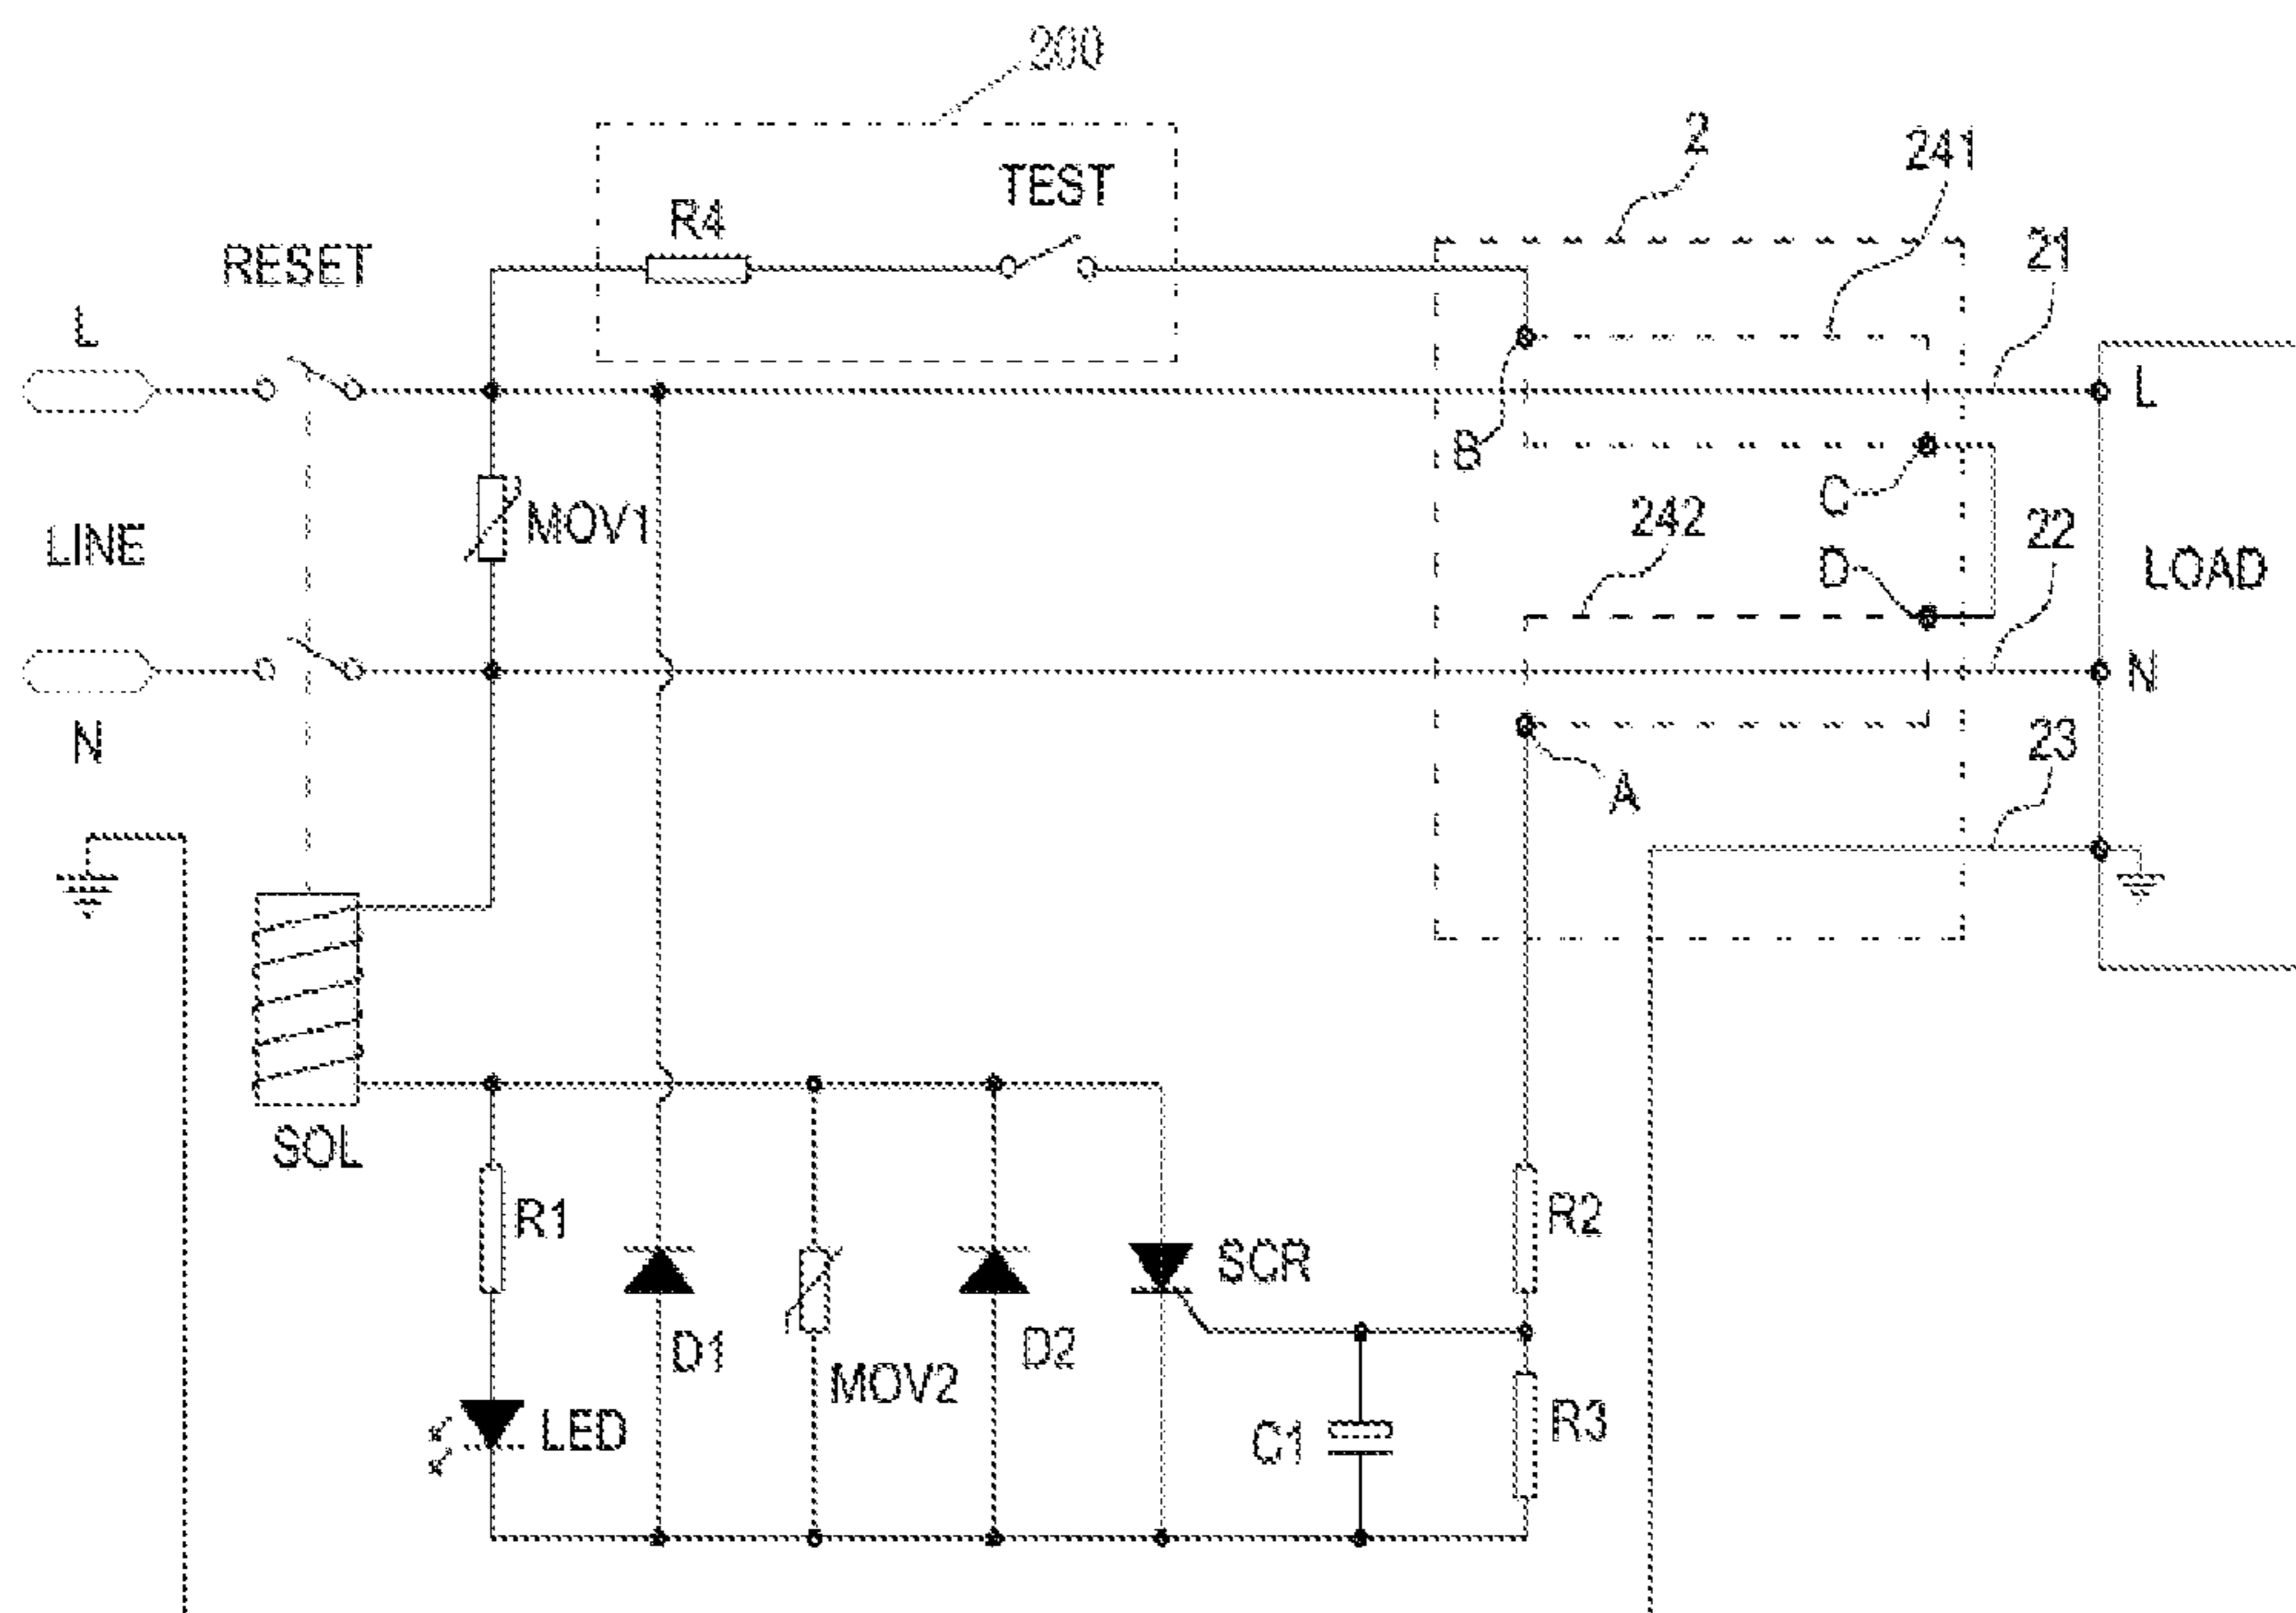 200
2
241
TEST
R4
RESET
21
L
L
B
C
MOV1
242
22
LINE
D
LOAD
N
N
23
A
SOL
R1
R2
SCR
D1
D2
MOV2
LED
C1
R3